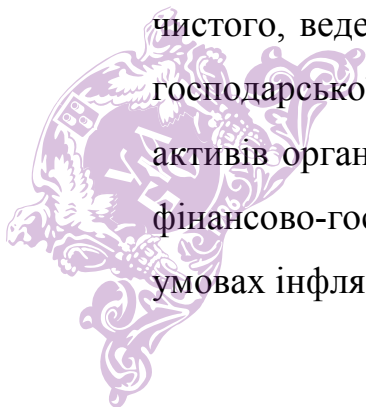 чистого, веде
господарсько
активів орган
фінансово-гос
умовах інфля